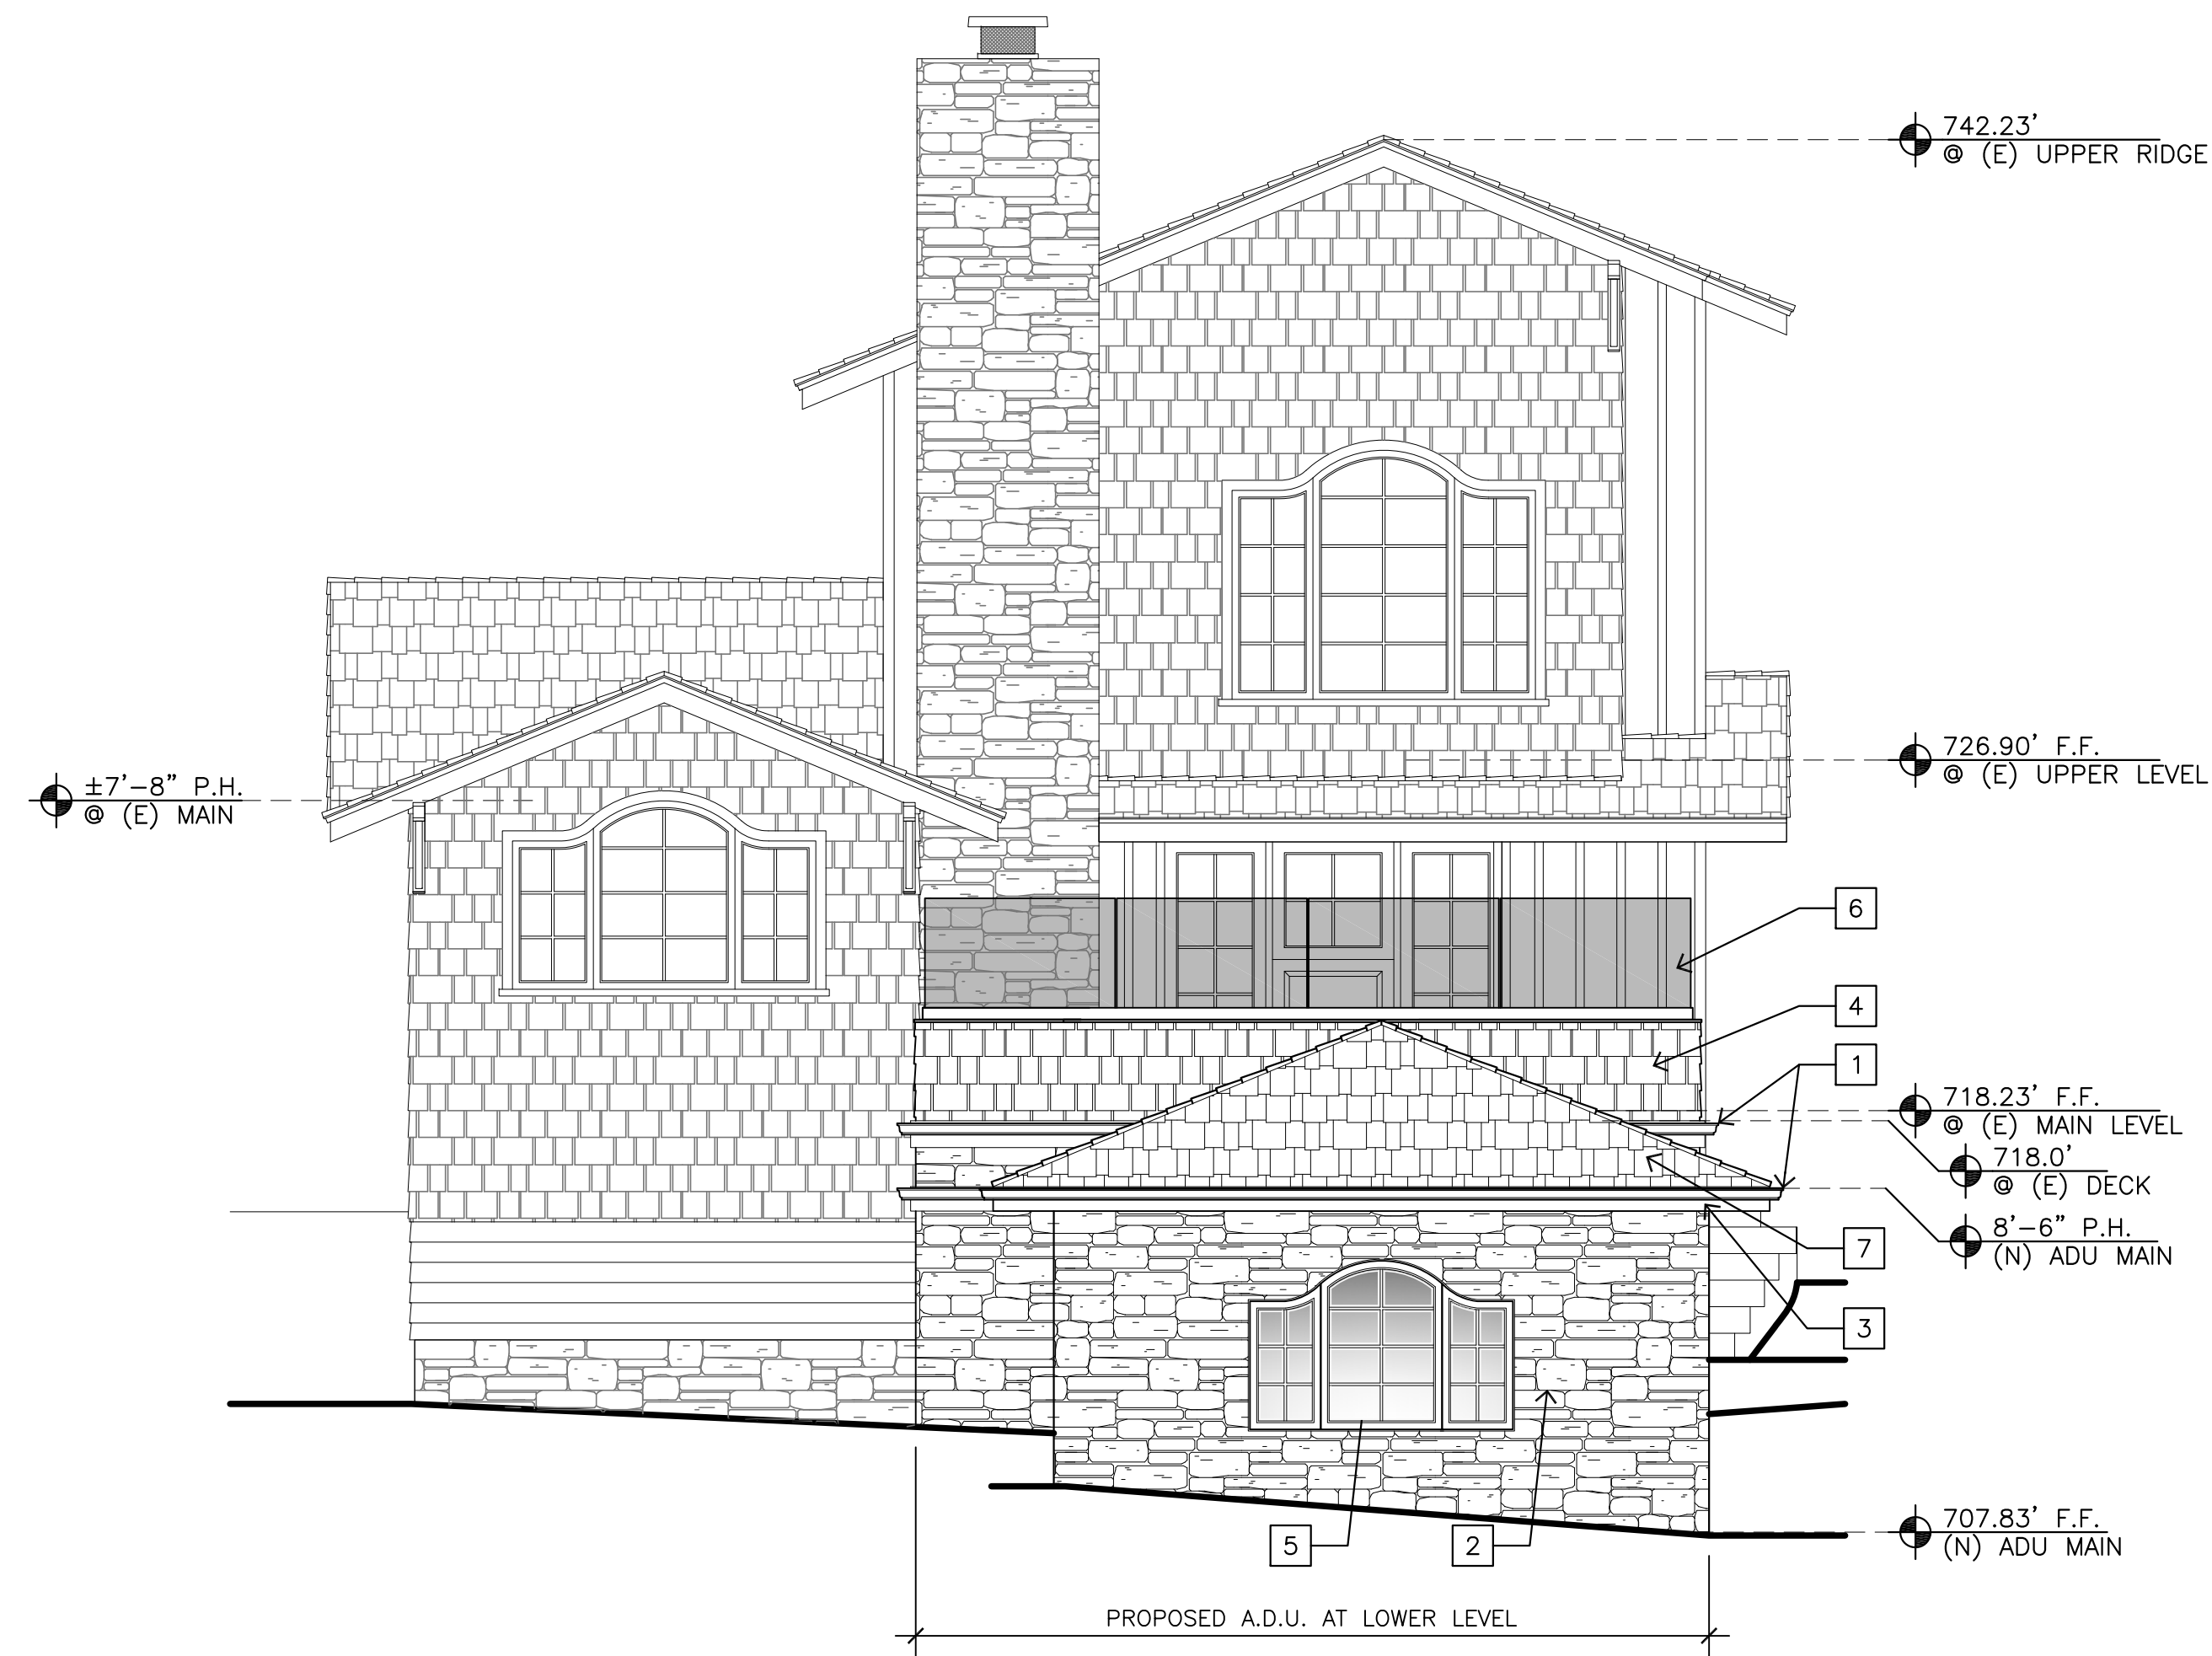 742.23’
@ (E) UPPER RIDGE
726.90’ F.F.
@ (E) UPPER LEVEL
±7’–8” P.H.
@ (E) MAIN
6
4
1
718.23’ F.F.
@ (E) MAIN LEVEL
718.0’
@ (E) DECK
8’–6” P.H.
(N) ADU MAIN
7
3
5
2
707.83’ F.F.
(N) ADU MAIN
PROPOSED A.D.U. AT LOWER LEVEL